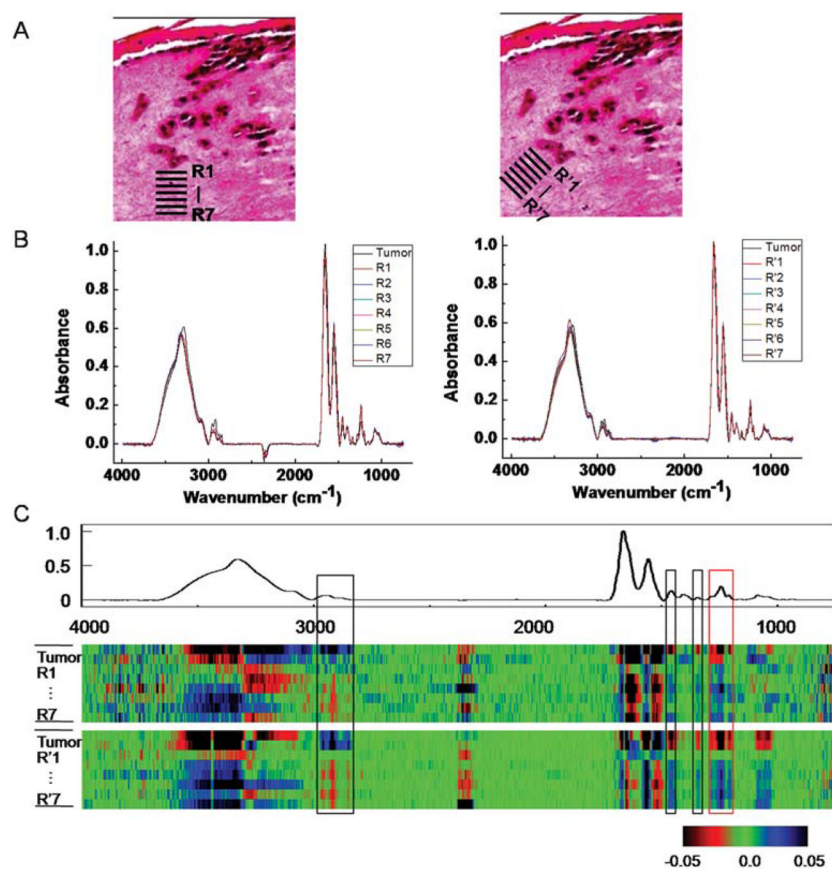 A
R1
R7
R'1
R'7
B
1.0
0.8
0.6
0.4
0.2
0.0
Absorbance
4000 3000 2000 1000
Wavenumber (cm-1)
Tumor
R1
R2
R3
R4
R5
R6
R7
1.0
0.8
0.6
0.4
0.2
0.0
Absorbance
4000 3000 2000 1000
Wavenumber (cm-1)
Tumor
R'1
R'2
R'3
R'4
R'5
R'6
R'7
C
1.0
0.5
0
4000 3000 2000 1000
Tumor
R1
⋮
R7
Tumor
R'1
⋮
R'7
-0.05 0.0 0.05